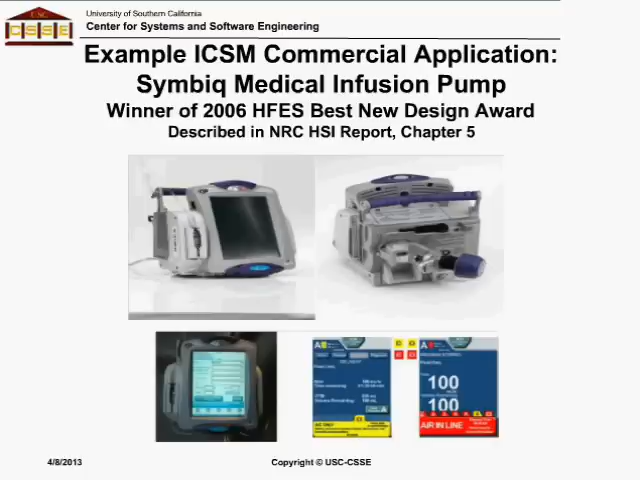 USC
CSSE
University of Southern California
Center for Systems and Software Engineering
Example ICSM Commercial Application:
Symbiq Medical Infusion Pump
Winner of 2006 HFES Best New Design Award
Described in NRC HSI Report, Chapter 5
A
A
100
100
AIR IN LINE
4/8/2013
Copyright © USC-CSSE